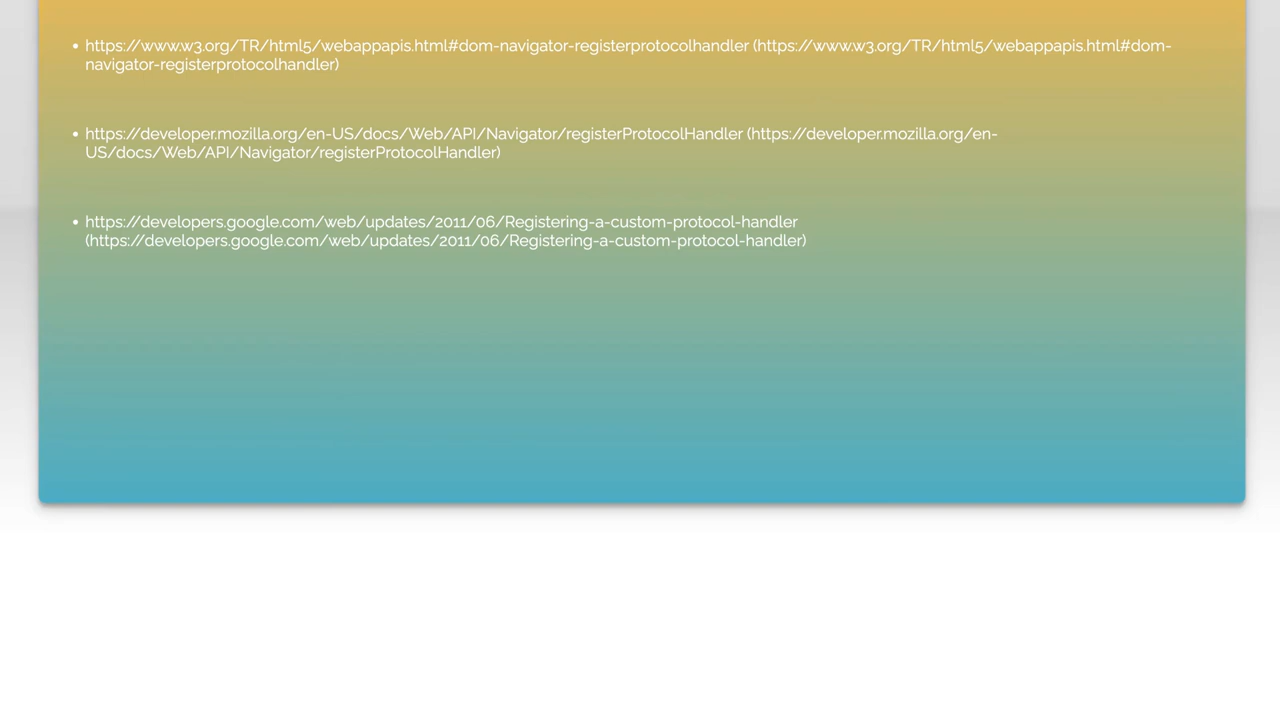 • https://www.w3.org/TR/html5/webappapis.html#dom-navigator-registerprotocolhandler (https://www.w3.org/TR/html5/webappapis.html#dom-
navigator-registerprotocolhandler)
• https://developer.mozilla.org/en-US/docs/Web/API/Navigator/registerProtocolHandler (https://developer.mozilla.org/en-
US/docs/Web/API/Navigator/registerProtocolHandler)
• https://developers.google.com/web/updates/2011/06/Registering-a-custom-protocol-handler
(https://developers.google.com/web/updates/2011/06/Registering-a-custom-protocol-handler)